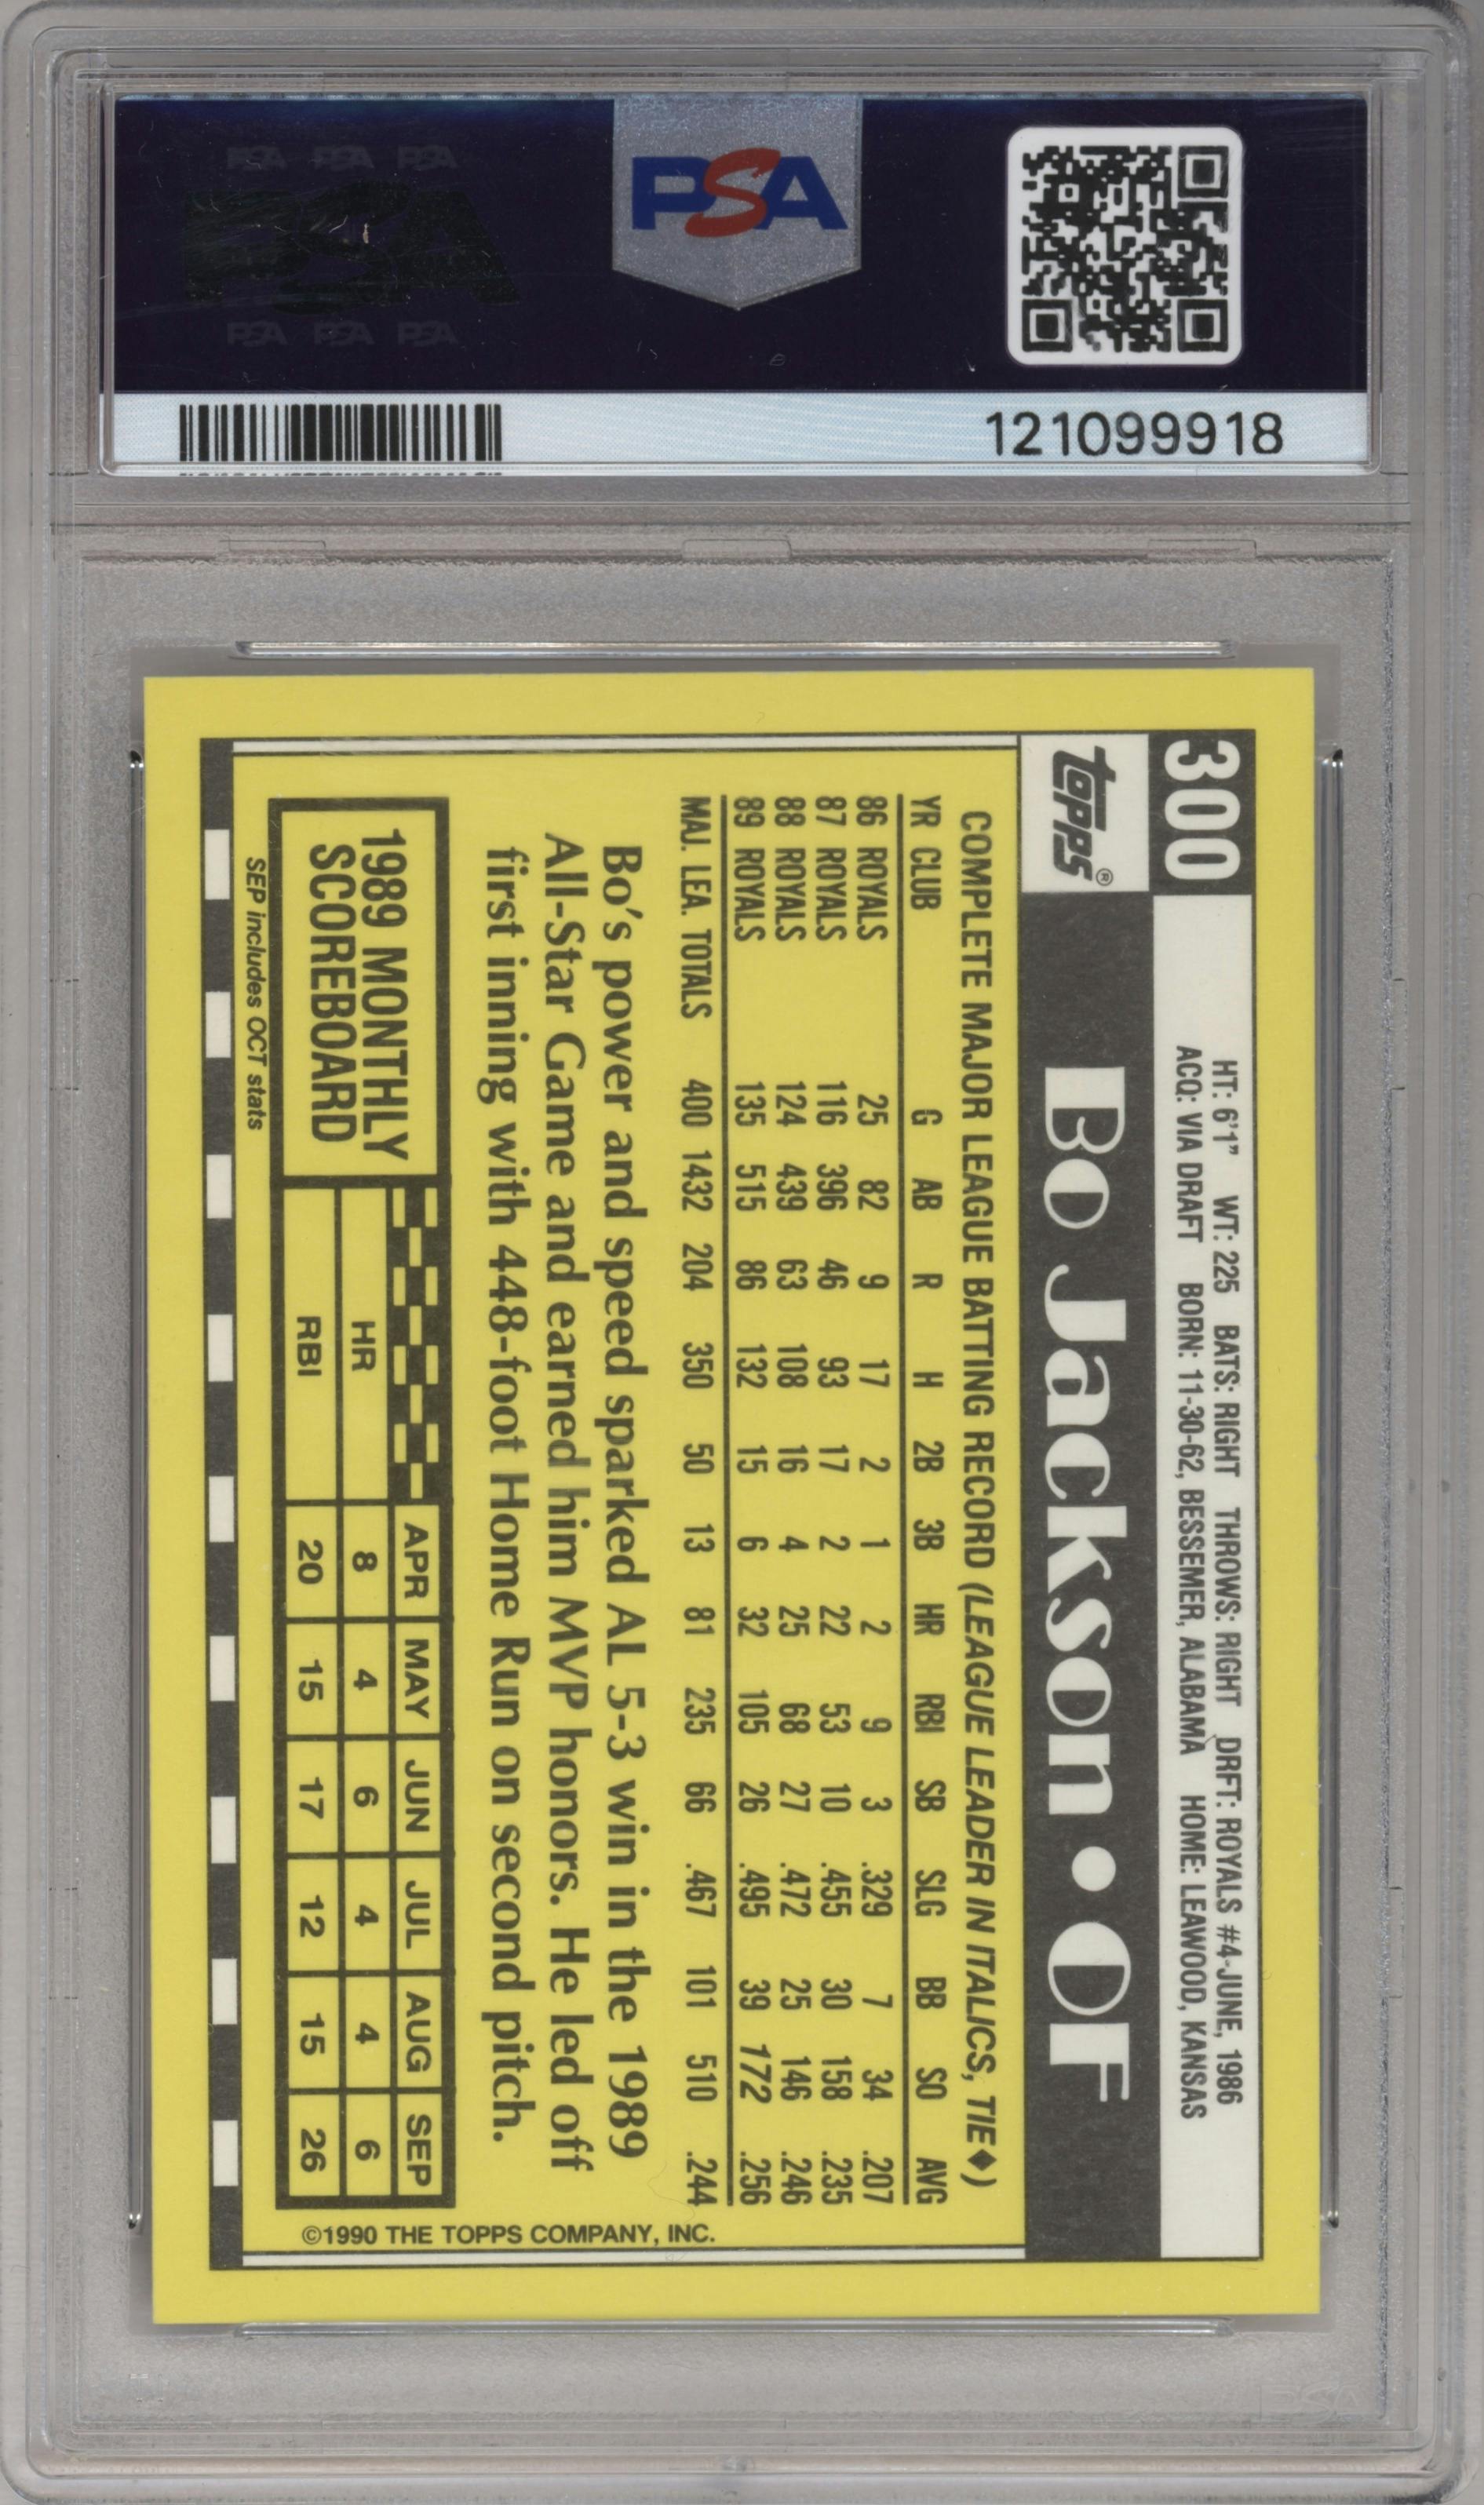 PSA PSA PSA
PSA
PSA PSA PSA
PSA
121099918
300
HT: 6'1" WT: 225 BATS: RIGHT THROWS: RIGHT DRFT: ROYALS #4-JUNE, 1986
ACQ: VIA DRAFT BORN: 11-30-62, BESSEMER, ALABAMA HOME: LEAWOOD, KANSAS
topps®
Bo Jackson • OF
COMPLETE MAJOR LEAGUE BATTING RECORD (LEAGUE LEADER IN ITALICS, TIE♦)
YR CLUB G AB R H 2B 3B HR RBI SB SLG BB SO AVG
86 ROYALS 25 82 9 17 2 1 2 9 3 .329 7 34 .207
87 ROYALS 116 396 46 93 17 2 22 53 10 .455 30 158 .235
88 ROYALS 124 439 63 108 16 4 25 68 27 .472 25 146 .246
89 ROYALS 135 515 86 132 15 6 32 105 26 .495 39 172 .256
MAJ. LEA. TOTALS 400 1432 204 350 50 13 81 235 66 .467 101 510 .244
Bo's power and speed sparked AL 5-3 win in the 1989
All-Star Game and earned him MVP honors. He led off
first inning with 448-foot Home Run on second pitch.
1989 MONTHLY
SCOREBOARD
APR MAY JUN JUL AUG SEP
HR 8 4 6 4 4 6
RBI 20 15 17 12 15 26
SEP includes OCT stats
©1990 THE TOPPS COMPANY, INC.
PSA